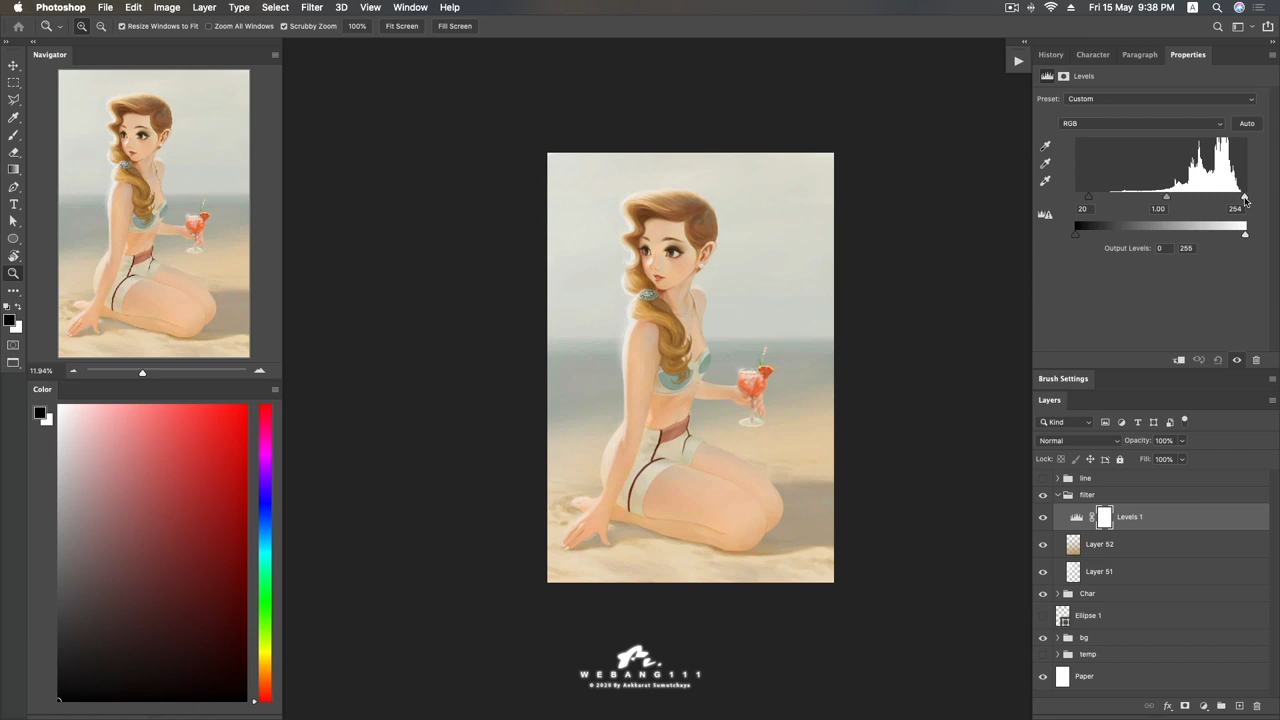 Photoshop File Edit Image Layer Type Select Filter 3D View Window Help Fri 15 May 9:38 PM A
Resize Windows to Fit Zoom All Windows Scrubby Zoom 100% Fit Screen Fill Screen
Navigator
11.94%
Color
History Character Paragraph Properties
Levels
Preset: Custom
RGB Auto
20 1.00 254
Output Levels: 0 255
Brush Settings
Layers
Kind
Normal Opacity: 100%
Lock: Fill: 100%
line
filter
Levels 1
Layer 52
Layer 51
Char
Ellipse 1
bg
temp
Paper
WEBANG111
© 2020 By Ankharat Sumutchaya